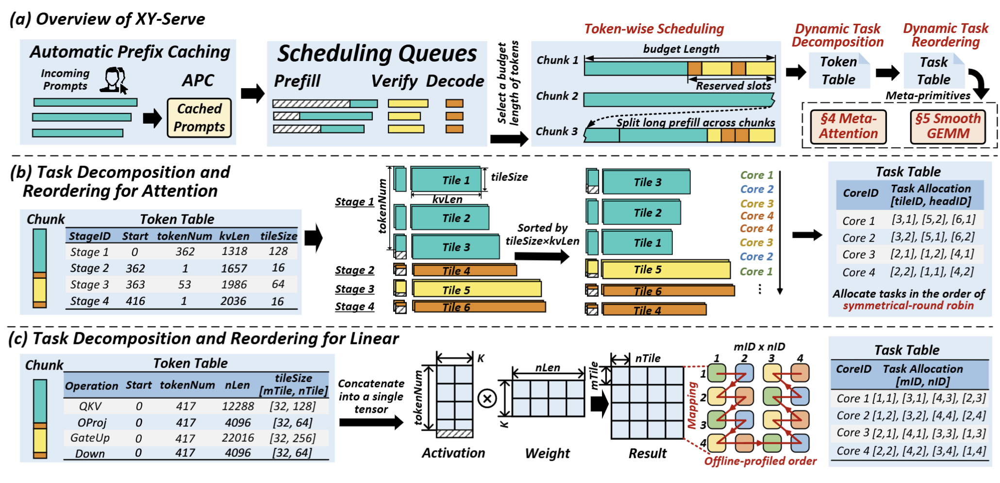 (a) Overview of XY-Serve
Automatic Prefix Caching
Incoming
Prompts
APC
Cached
Prompts
Scheduling Queues
Prefill Verify Decode
Select a budget
length of tokens
Token-wise Scheduling
budget Length
Chunk 1
Reserved slots
Chunk 2
Split long prefill across chunks
Chunk 3
Dynamic Task
Decomposition
Token
Table
Dynamic Task
Reordering
Task
Table
Meta-primitives
§4 Meta-
Attention
§5 Smooth
GEMM
(b) Task Decomposition and
Reordering for Attention
Chunk
Token Table
StageID Start tokenNum kvLen tileSize
Stage 1 0 362 1318 128
Stage 2 362 1 1657 16
Stage 3 363 53 1986 64
Stage 4 416 1 2036 16
Stage 1
Stage 2
Stage 3
Stage 4
tokenNum
Tile 1
tileSize
kvLen
Tile 2
Tile 3
Tile 4
Tile 5
Tile 6
Sorted by
tileSize×kvLen
Tile 3
Tile 2
Tile 1
Tile 5
Tile 6
Tile 4
Core 1
Core 2
Core 3
Core 4
Core 4
Core 3
Core 2
Core 1
⋮
Task Table
CoreID Task Allocation
[tileID, headID]
Core 1 [3,1], [5,2], [6,1]
Core 2 [3,2], [5,1], [6,2]
Core 3 [2,1], [1,2], [4,1]
Core 4 [2,2], [1,1], [4,2]
Allocate tasks in the order of
symmetrical-round robin
(c) Task Decomposition and Reordering for Linear
Chunk
Token Table
Operation Start tokenNum nLen tileSize
[mTile, nTile]
QKV 0 417 12288 [32, 128]
OProj 0 417 4096 [32, 64]
GateUp 0 417 22016 [32, 256]
Down 0 417 4096 [32, 64]
Concatenate
into a single
tensor
K
tokenNum
Activation
nLen
K
Weight
nTile
mTile
Result
Mapping
mID x nID
1 2 3 4
1
2
3
4
Offline-profiled order
Task Table
CoreID Task Allocation
[mID, nID]
Core 1 [1,1], [3,1], [4,3], [2,3]
Core 2 [1,2], [3,2], [4,4], [2,4]
Core 3 [2,1], [4,1], [3,3], [1,3]
Core 4 [2,2], [4,2], [3,4], [1,4]